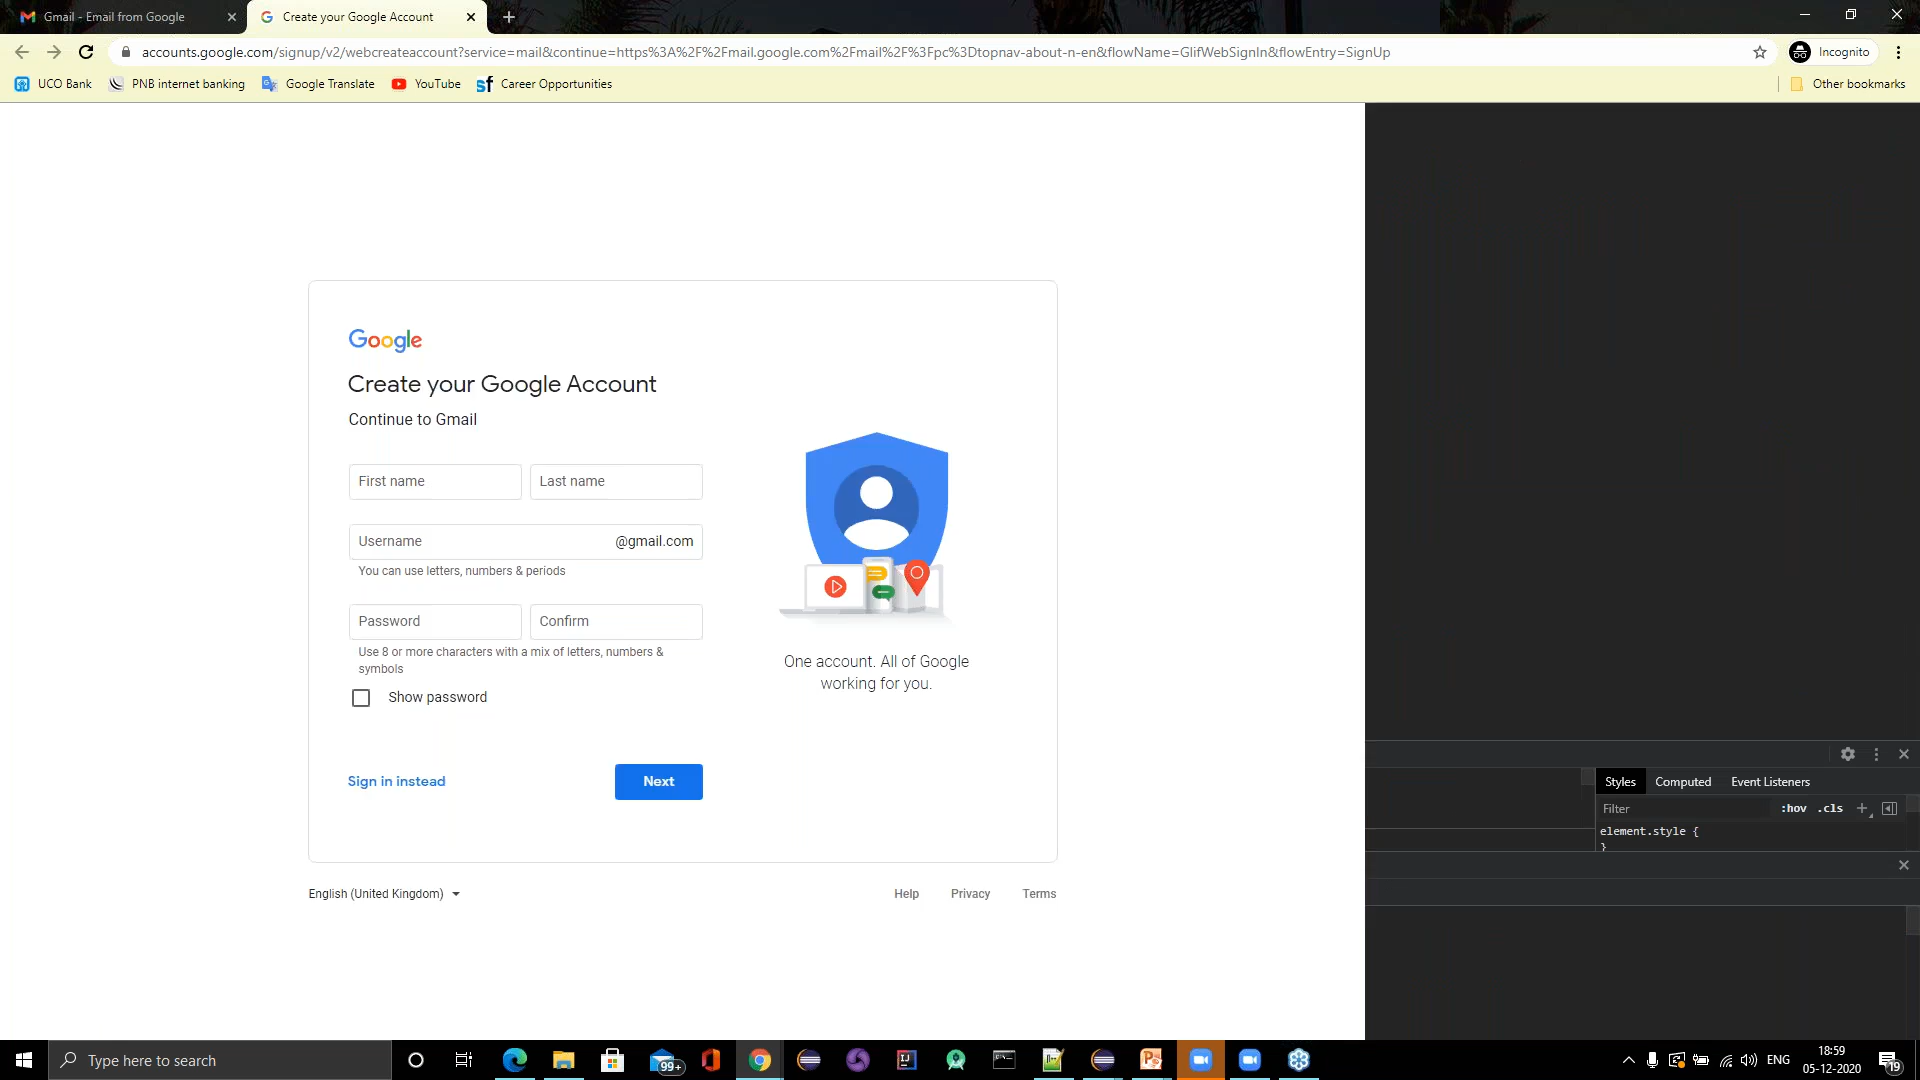 Gmail - Email from Google
Create your Google Account
accounts.google.com/signup/v2/webcreateaccount?service=mail&continue=https%3A%2F%2Fmail.google.com%2Fmail%2F%3Fpc%3Dtopnav-about-n-en&flowName=GlifWebSignIn&flowEntry=SignUp
Incognito
UCO Bank
PNB internet banking
Google Translate
YouTube
sf Career Opportunities
Other bookmarks
Google
Create your Google Account
Continue to Gmail
First name
Last name
Username
@gmail.com
You can use letters, numbers & periods
Password
Confirm
Use 8 or more characters with a mix of letters, numbers &
symbols
Show password
One account. All of Google
working for you.
Sign in instead
Next
English (United Kingdom)
Help
Privacy
Terms
Styles
Computed
Event Listeners
Filter
:hov
.cls
element.style {
}
Type here to search
99+
ENG
18:59
05-12-2020
19